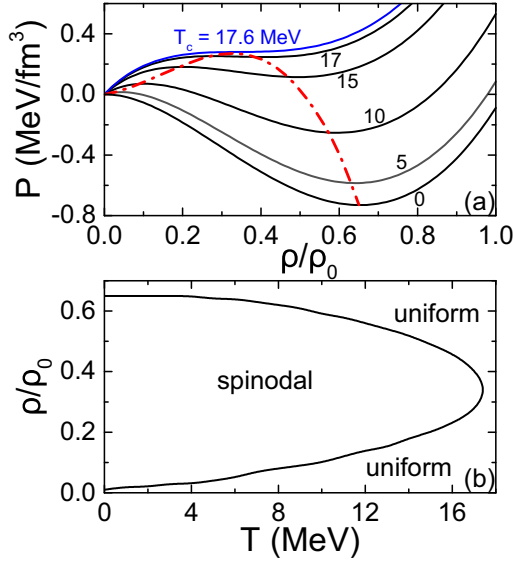 0.4
0.0
-0.4
-0.8
P (MeV/fm³)
T_c = 17.6 MeV
17
15
10
5
0
(a)
0.0 0.2 0.4 0.6 0.8 1.0
ρ/ρ₀
0.6
0.4
0.2
0.0
ρ/ρ₀
uniform
spinodal
uniform
(b)
0 4 8 12 16
T (MeV)